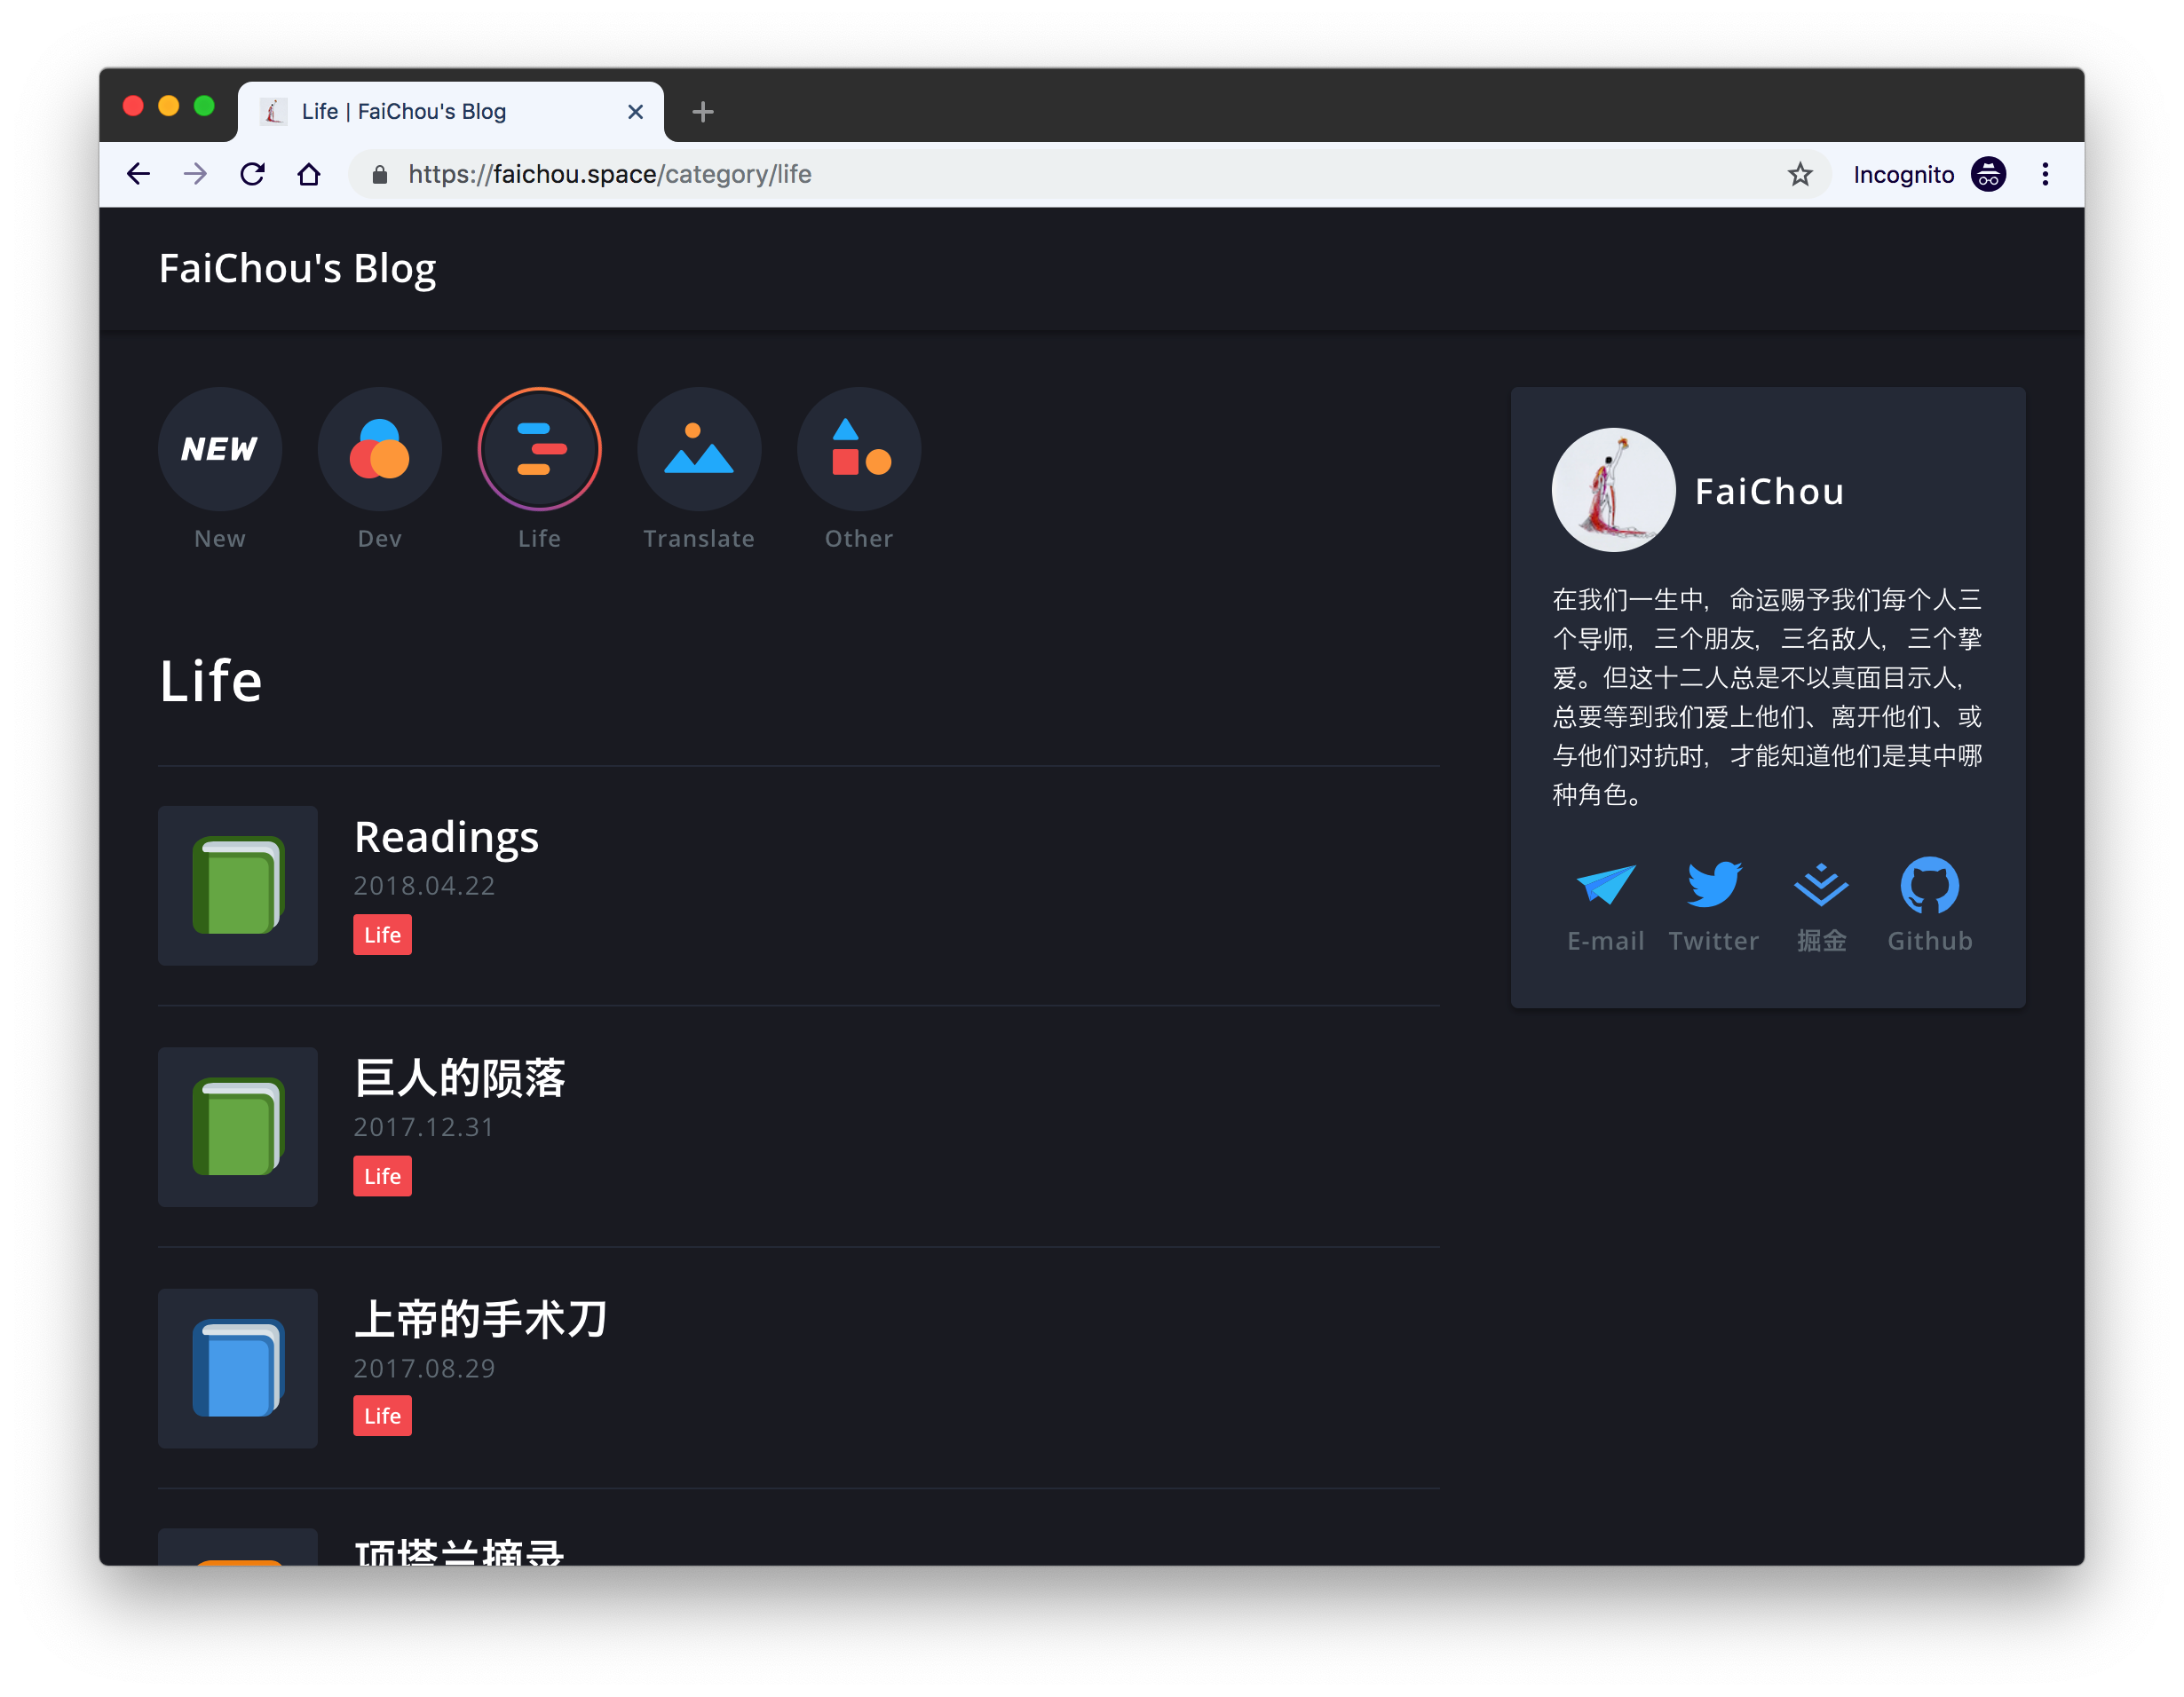 Life | FaiChou's Blog
https://faichou.space/category/life
Incognito
FaiChou's Blog
NEW
New
Dev
Life
Translate
Other
Life
Readings
2018.04.22
Life
巨人的陨落
2017.12.31
Life
上帝的手术刀
2017.08.29
Life
项塔兰摘录
FaiChou
在我们一生中，命运赐予我们每个人三
个导师，三个朋友，三名敌人，三个挚
爱。但这十二人总是不以真面目示人，
总要等到我们爱上他们、离开他们、或
与他们对抗时，才能知道他们是其中哪
种角色。
E-mail
Twitter
掘金
Github